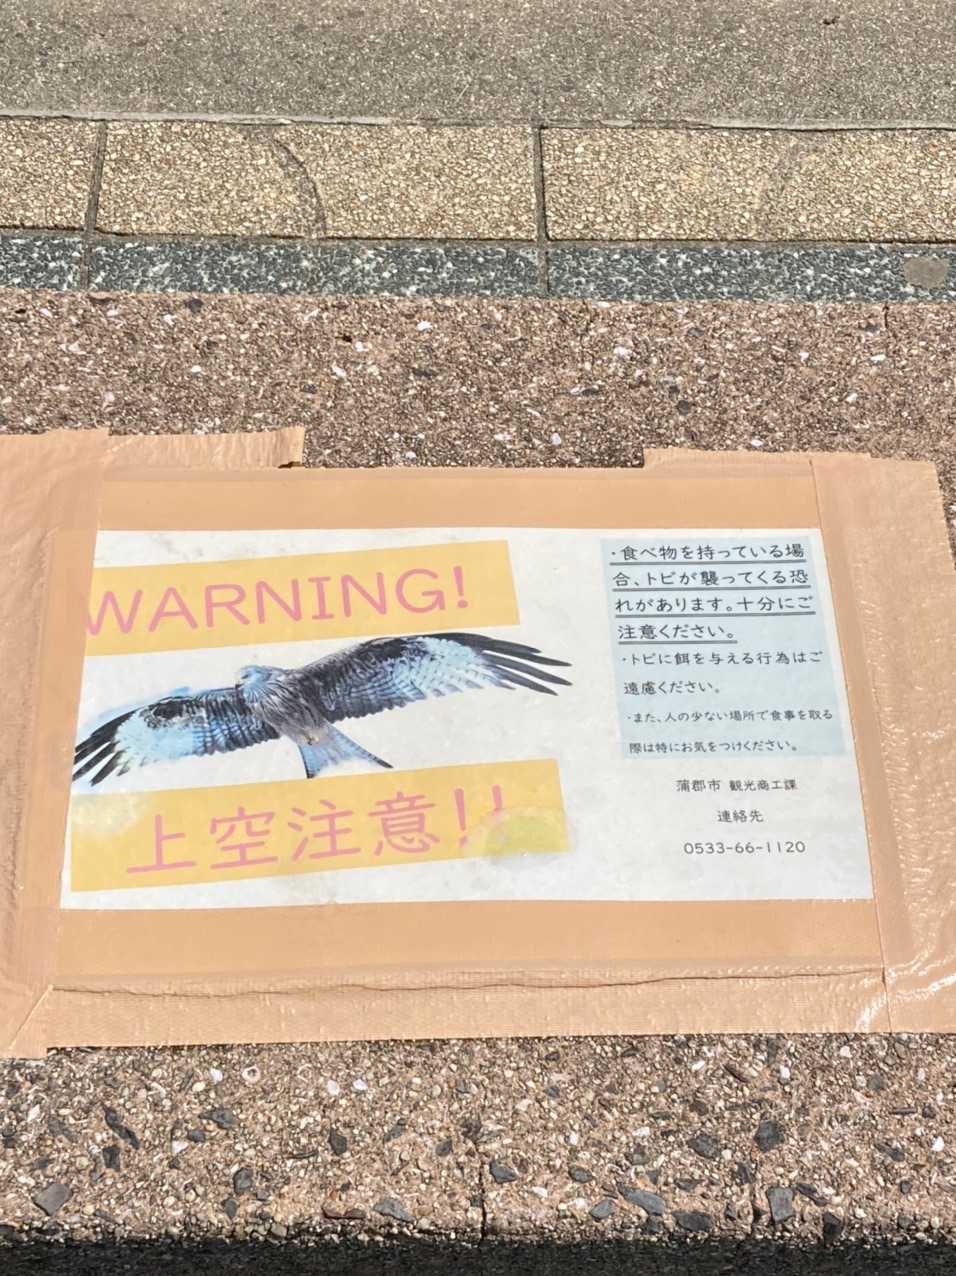 WARNING!
上空注意!!
・食べ物を持っている場
合、トビが襲ってくる恐
れがあります。十分にご
注意ください。
・トビに餌を与える行為はご
遠慮ください。
・また、人の少ない場所で食事を取る
際は特にお気をつけください。
蒲郡市 観光商工課
連絡先
0533-66-1120